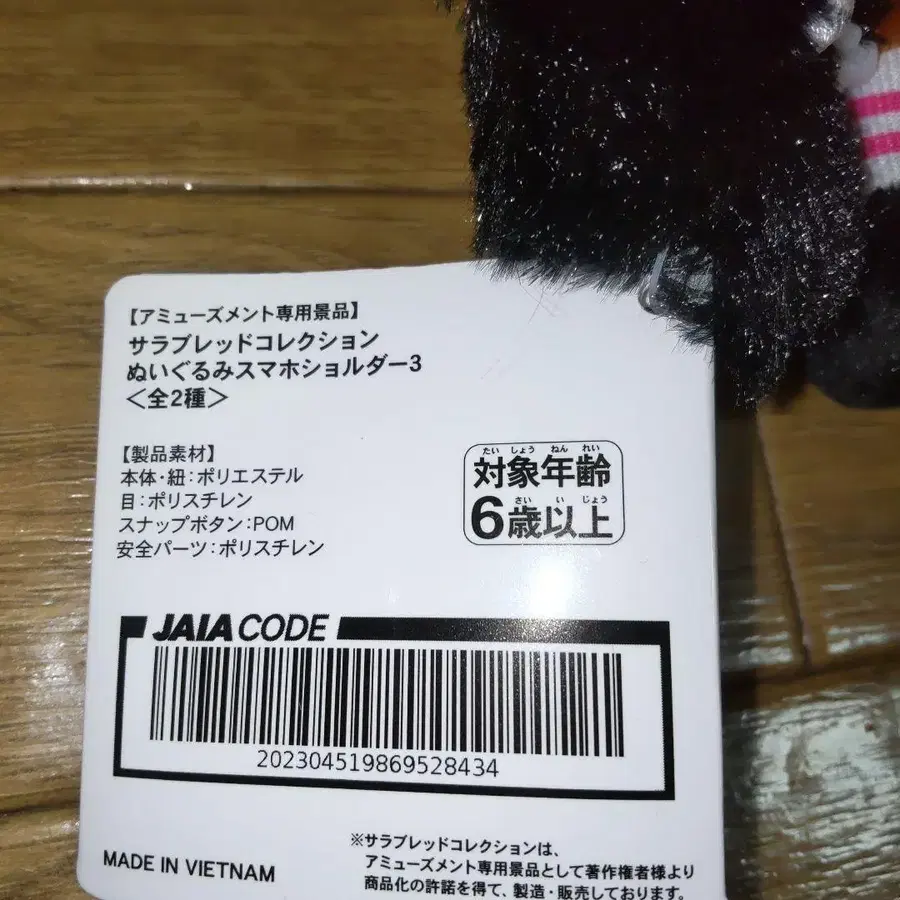 【アミューズメント専用景品】
サラブレッドコレクション
ぬいぐるみスマホショルダー3
＜全2種＞
【製品素材】
本体・紐：ポリエステル
目：ポリスチレン
スナップボタン：POM
安全パーツ：ポリスチレン
たいしょうねんれい
対象年齢
さいいじょう
6歳以上
JAIA CODE
202304519869528434
MADE IN VIETNAM
※サラブレッドコレクションは、
アミューズメント専用景品として著作権者様より
商品化の許諾を得て、製造・販売しております。